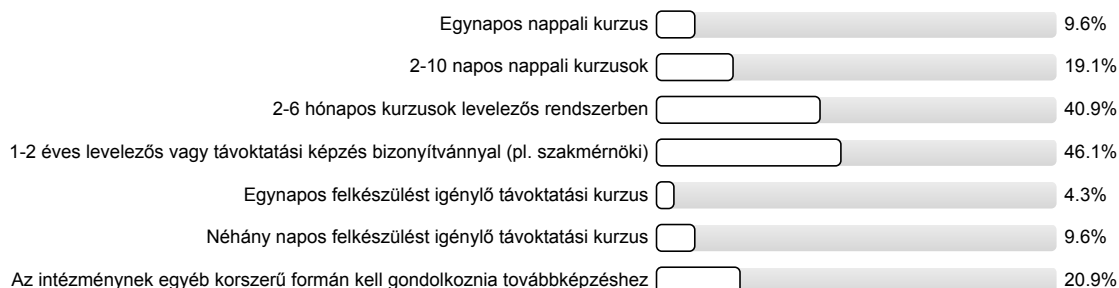 Egynapos nappali kurzus 9.6%
2-10 napos nappali kurzusok 19.1%
2-6 hónapos kurzusok levelezős rendszerben 40.9%
1-2 éves levelezős vagy távoktatási képzés bizonyítvánnyal (pl. szakmérnöki) 46.1%
Egynapos felkészülést igénylő távoktatási kurzus 4.3%
Néhány napos felkészülést igénylő távoktatási kurzus 9.6%
Az intézménynek egyéb korszerű formán kell gondolkoznia továbbképzéshez 20.9%